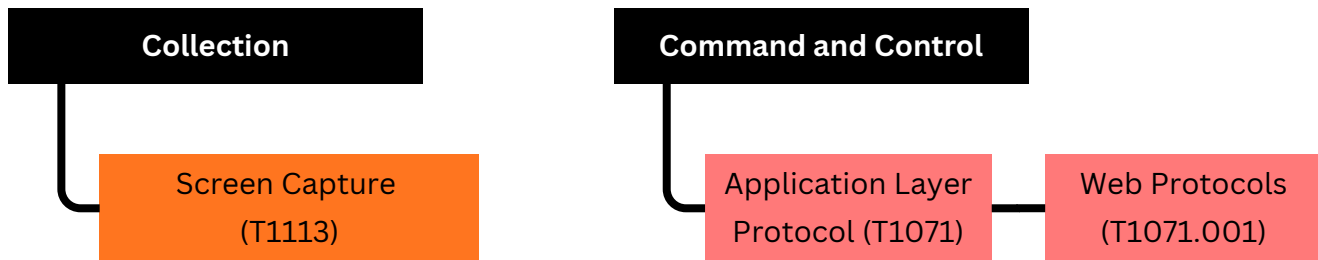 Collection
Screen Capture
(T1113)
Command and Control
Application Layer
Protocol (T1071)
Web Protocols
(T1071.001)